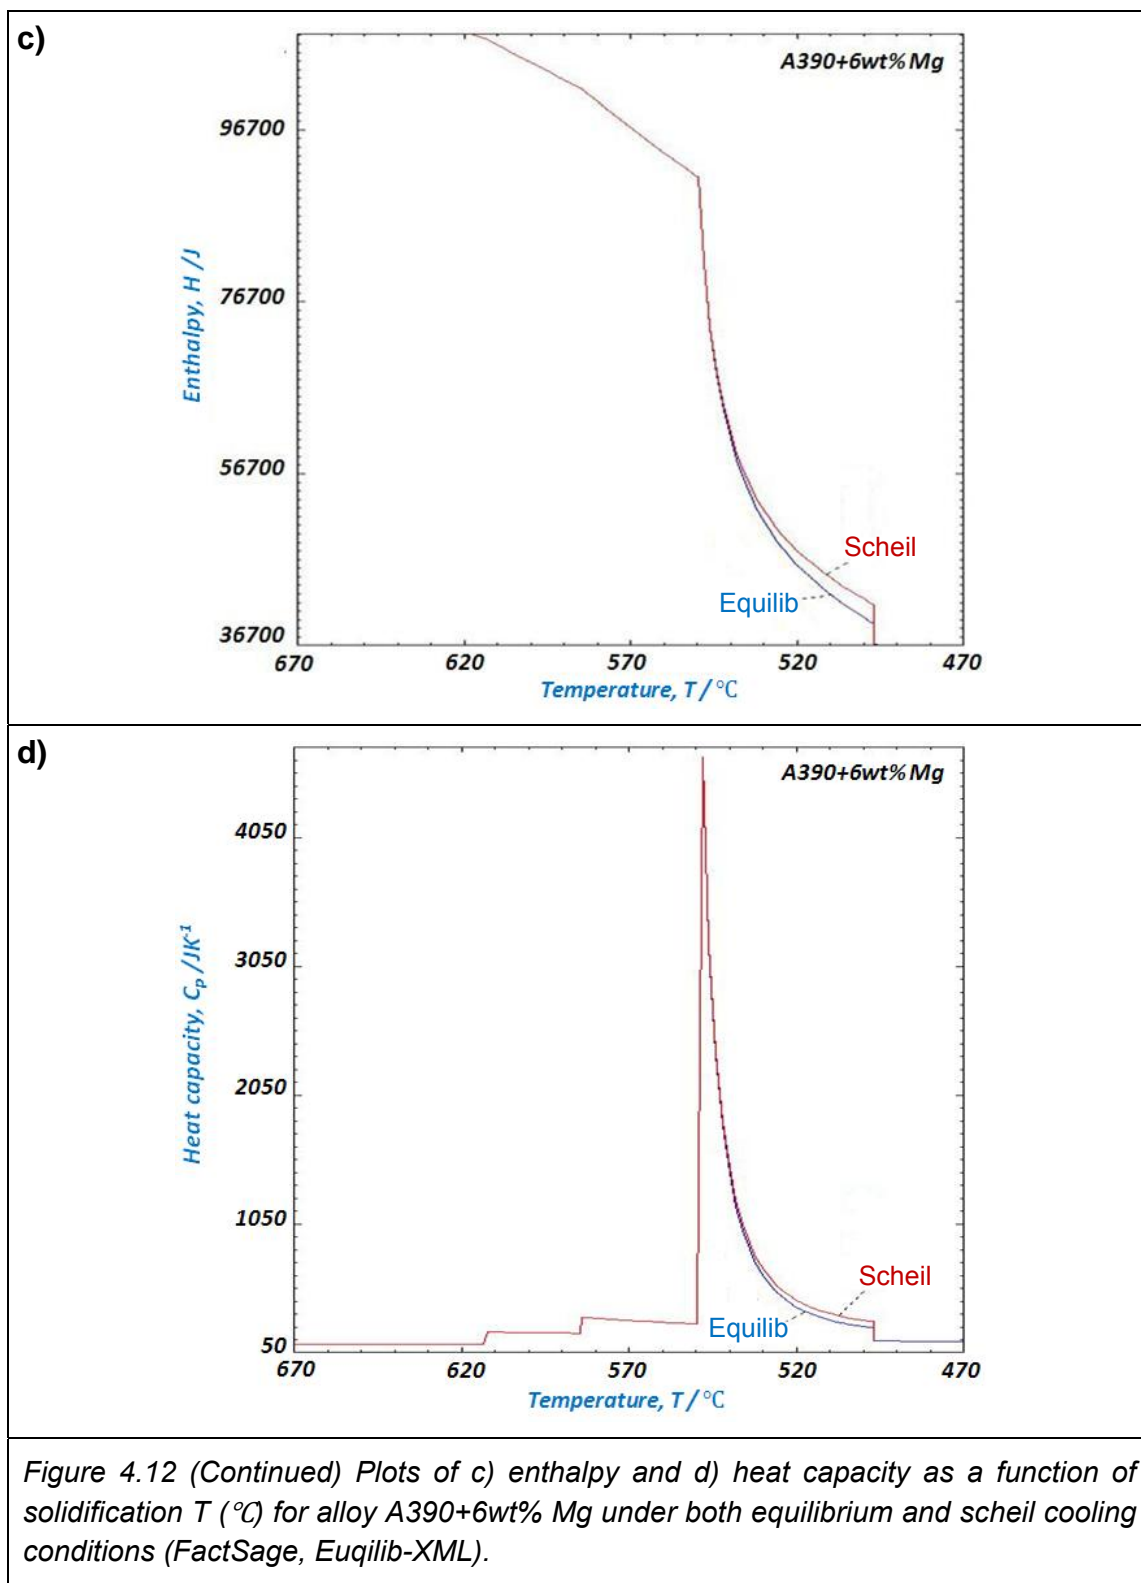 c)
A390+6wt% Mg
96700
76700
56700
36700
Enthalpy, H /J
Scheil
Equilib
670
620
570
520
470
Temperature, T / °C
d)
A390+6wt% Mg
4050
3050
2050
1050
50
Heat capacity, Cp /JK-1
Scheil
Equilib
670
620
570
520
470
Temperature, T / °C
Figure 4.12 (Continued) Plots of c) enthalpy and d) heat capacity as a function of
solidification T (°C) for alloy A390+6wt% Mg under both equilibrium and scheil cooling
conditions (FactSage, Euqilib-XML).